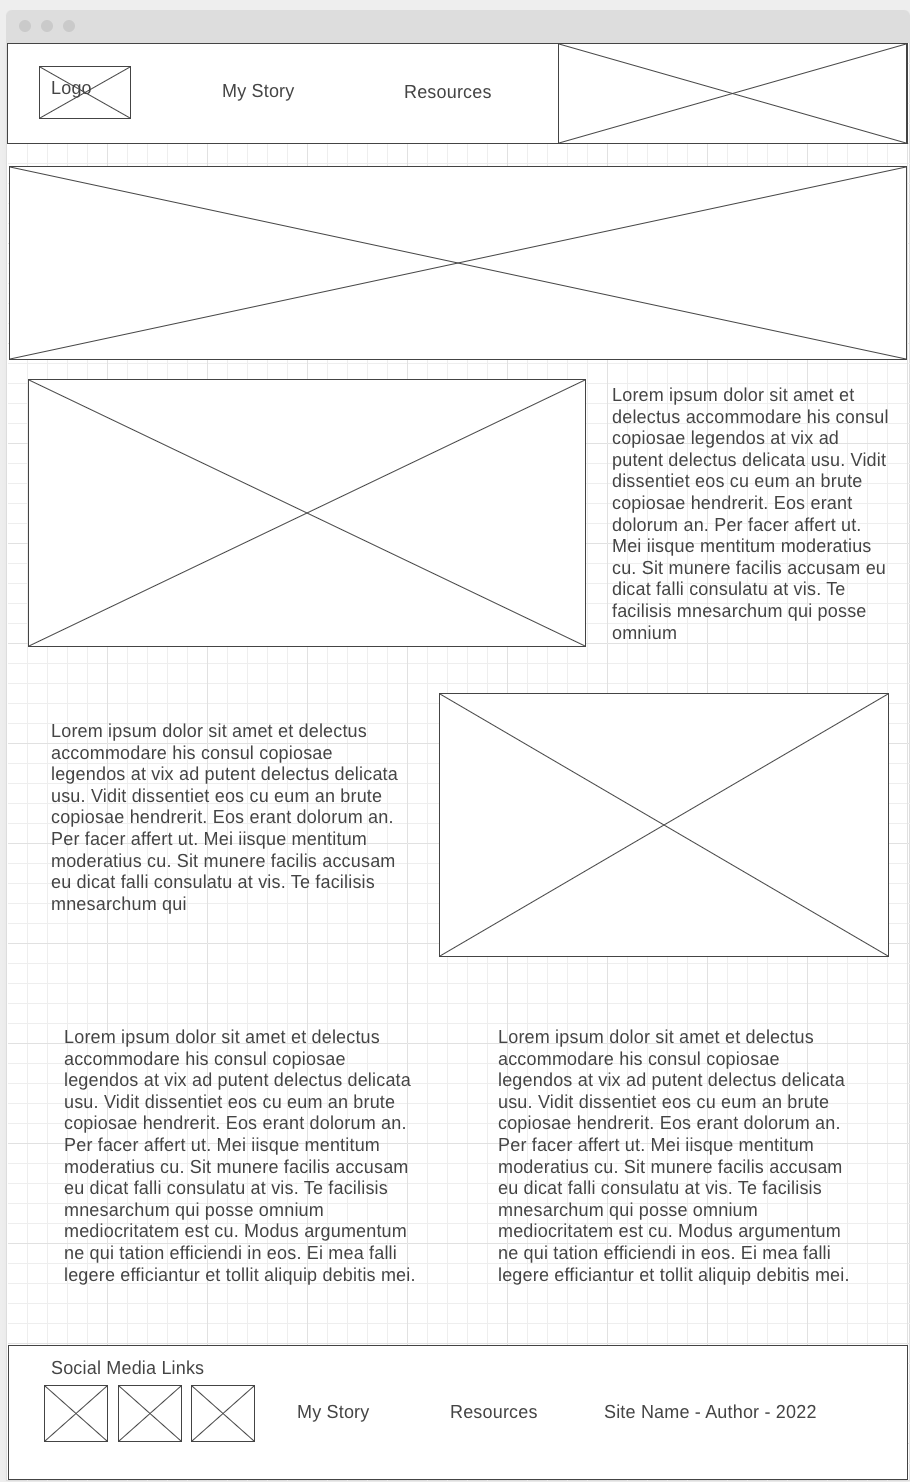 Logo
My Story
Resources
Lorem ipsum dolor sit amet et
delectus accommodare his consul
copiosae legendos at vix ad
putent delectus delicata usu. Vidit
dissentiet eos cu eum an brute
copiosae hendrerit. Eos erant
dolorum an. Per facer affert ut.
Mei iisque mentitum moderatius
cu. Sit munere facilis accusam eu
dicat falli consulatu at vis. Te
facilisis mnesarchum qui posse
omnium
Lorem ipsum dolor sit amet et delectus
accommodare his consul copiosae
legendos at vix ad putent delectus delicata
usu. Vidit dissentiet eos cu eum an brute
copiosae hendrerit. Eos erant dolorum an.
Per facer affert ut. Mei iisque mentitum
moderatius cu. Sit munere facilis accusam
eu dicat falli consulatu at vis. Te facilisis
mnesarchum qui
Lorem ipsum dolor sit amet et delectus
accommodare his consul copiosae
legendos at vix ad putent delectus delicata
usu. Vidit dissentiet eos cu eum an brute
copiosae hendrerit. Eos erant dolorum an.
Per facer affert ut. Mei iisque mentitum
moderatius cu. Sit munere facilis accusam
eu dicat falli consulatu at vis. Te facilisis
mnesarchum qui posse omnium
mediocritatem est cu. Modus argumentum
ne qui tation efficiendi in eos. Ei mea falli
legere efficiantur et tollit aliquip debitis mei.
Lorem ipsum dolor sit amet et delectus
accommodare his consul copiosae
legendos at vix ad putent delectus delicata
usu. Vidit dissentiet eos cu eum an brute
copiosae hendrerit. Eos erant dolorum an.
Per facer affert ut. Mei iisque mentitum
moderatius cu. Sit munere facilis accusam
eu dicat falli consulatu at vis. Te facilisis
mnesarchum qui posse omnium
mediocritatem est cu. Modus argumentum
ne qui tation efficiendi in eos. Ei mea falli
legere efficiantur et tollit aliquip debitis mei.
Social Media Links
My Story
Resources
Site Name - Author - 2022